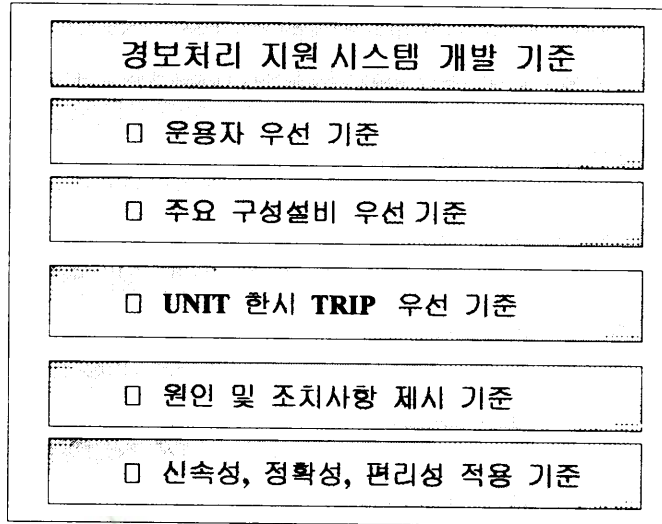 경보처리 지원 시스템 개발 기준
□ 운용자 우선 기준
□ 주요 구성설비 우선 기준
□ UNIT 한시 TRIP 우선 기준
□ 원인 및 조치사항 제시 기준
□ 신속성, 정확성, 편리성 적용 기준